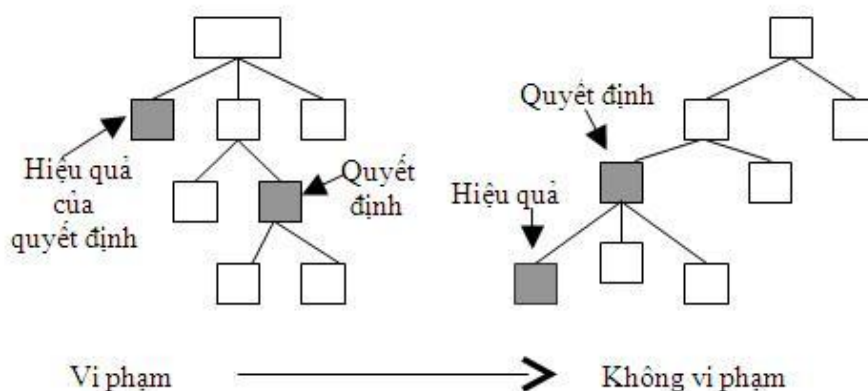 Hiệu quả
của
quyết định
Quyết
định
Quyết định
Hiệu quả
Vi phạm
Không vi phạm